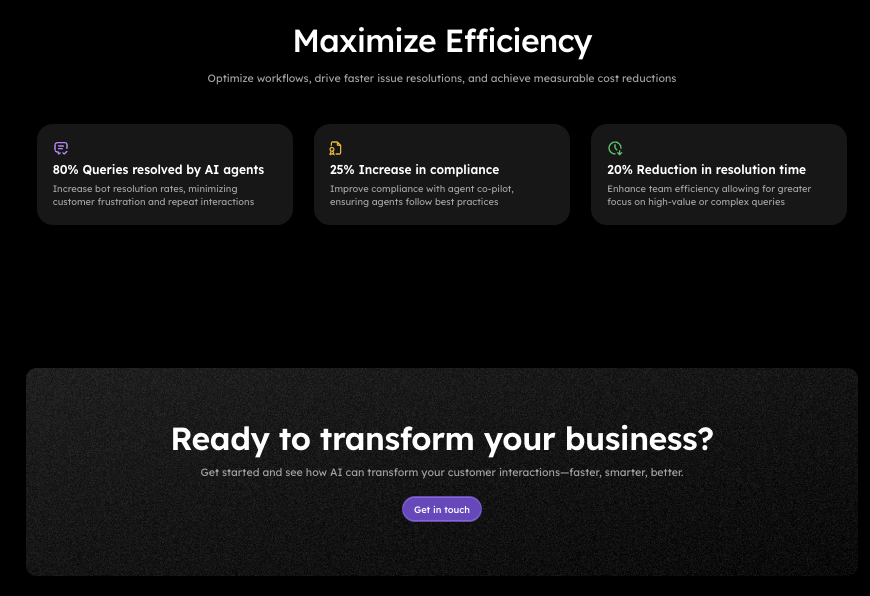 Maximize Efficiency
Optimize workflows, drive faster issue resolutions, and achieve measurable cost reductions
80% Queries resolved by AI agents
Increase bot resolution rates, minimizing
customer frustration and repeat interactions
25% Increase in compliance
Improve compliance with agent co-pilot,
ensuring agents follow best practices
20% Reduction in resolution time
Enhance team efficiency allowing for greater
focus on high-value or complex queries
Ready to transform your business?
Get started and see how AI can transform your customer interactions—faster, smarter, better.
Get in touch